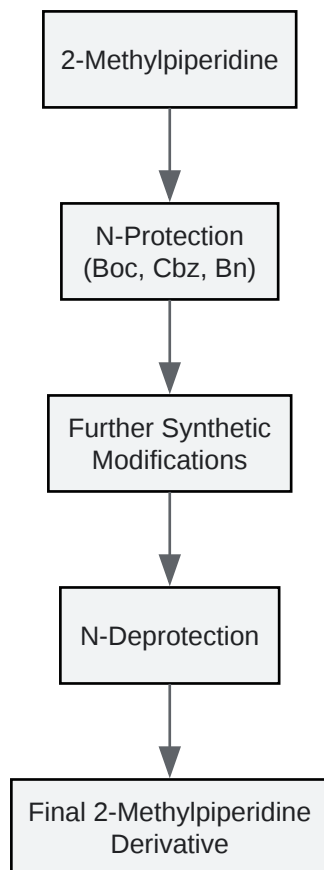 2-Methylpiperidine
N-Protection
(Boc, Cbz, Bn)
Further Synthetic
Modifications
N-Deprotection
Final 2-Methylpiperidine
Derivative